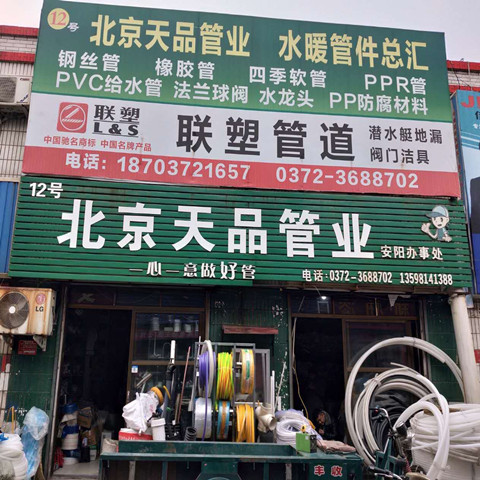 12号
北京天品管业 水暖管件总汇
钢丝管 橡胶管 四季软管 PPR管
PVC给水管 法兰球阀 水龙头 PP防腐材料
联塑
L&S
中国驰名商标 中国名牌产品
联塑管道
潜水艇地漏
阀门洁具
电话：18703721657 0372-3688702
12号
北京天品管业
安阳办事处
一心一意做好管
电话:0372-3688702 13598141388
LG
丰收